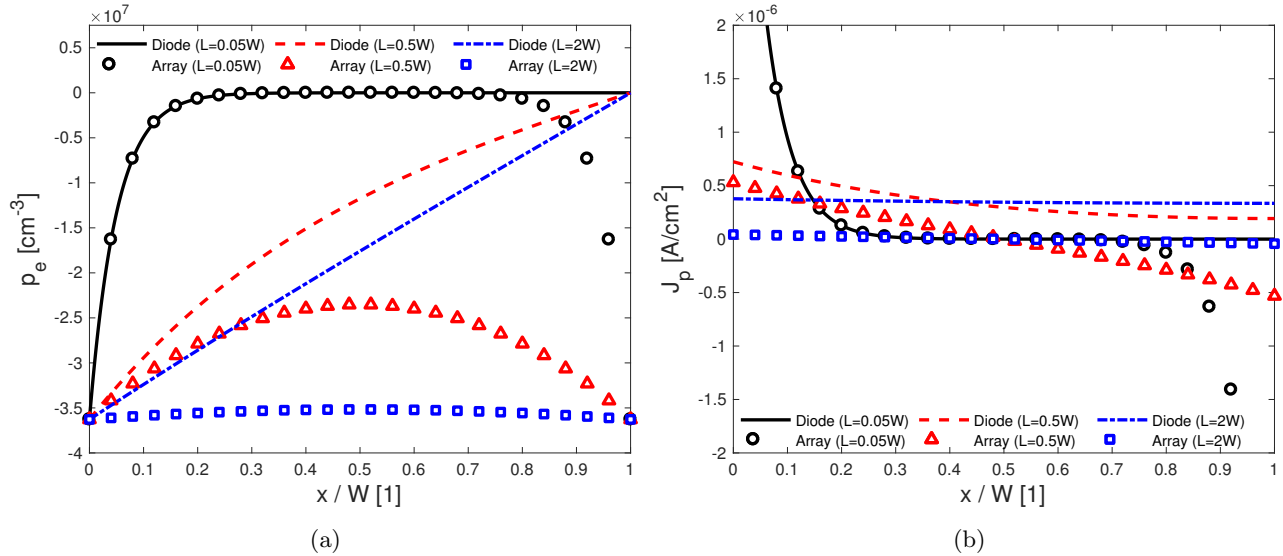 ×10⁷
Diode (L=0.05W) Diode (L=0.5W) Diode (L=2W)
Array (L=0.05W) Array (L=0.5W) Array (L=2W)
0.5
0
-0.5
-1
-1.5
-2
-2.5
-3
-3.5
-4
p_e [cm⁻³]
0 0.1 0.2 0.3 0.4 0.5 0.6 0.7 0.8 0.9 1
x / W [1]
(a)
×10⁻⁶
2
1.5
1
0.5
0
-0.5
-1
-1.5
-2
J_p [A/cm²]
Diode (L=0.05W) Diode (L=0.5W) Diode (L=2W)
Array (L=0.05W) Array (L=0.5W) Array (L=2W)
0 0.1 0.2 0.3 0.4 0.5 0.6 0.7 0.8 0.9 1
x / W [1]
(b)